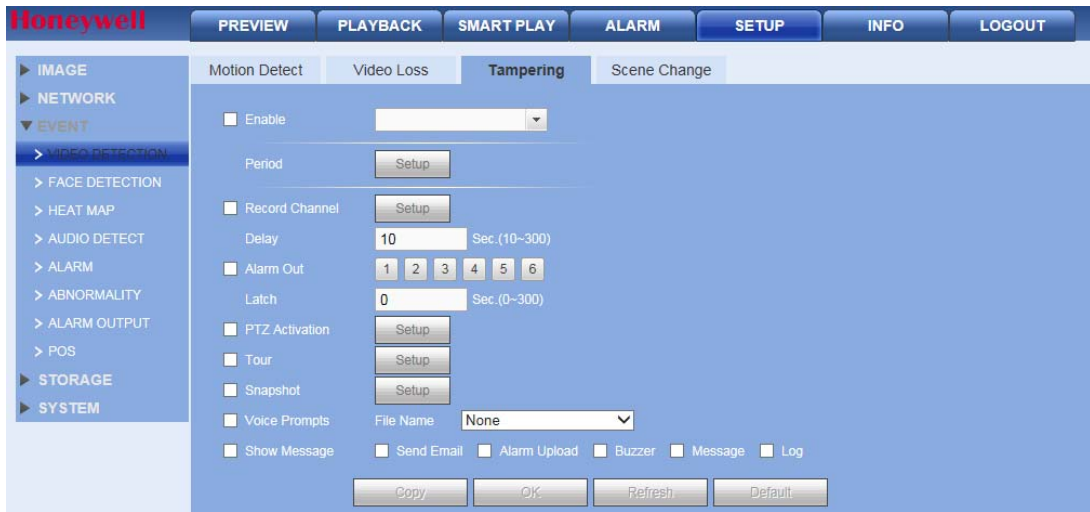 Honeywell
PREVIEW PLAYBACK SMART PLAY ALARM SETUP INFO LOGOUT
IMAGE
NETWORK
EVENT
> VIDEO DETECTION
> FACE DETECTION
> HEAT MAP
> AUDIO DETECT
> ALARM
> ABNORMALITY
> ALARM OUTPUT
> POS
STORAGE
SYSTEM
Motion Detect Video Loss Tampering Scene Change
Enable
Period Setup
Record Channel Setup
Delay 10 Sec.(10~300)
Alarm Out 1 2 3 4 5 6
Latch 0 Sec.(0~300)
PTZ Activation Setup
Tour Setup
Snapshot Setup
Voice Prompts File Name None
Show Message Send Email Alarm Upload Buzzer Message Log
Copy OK Refresh Default